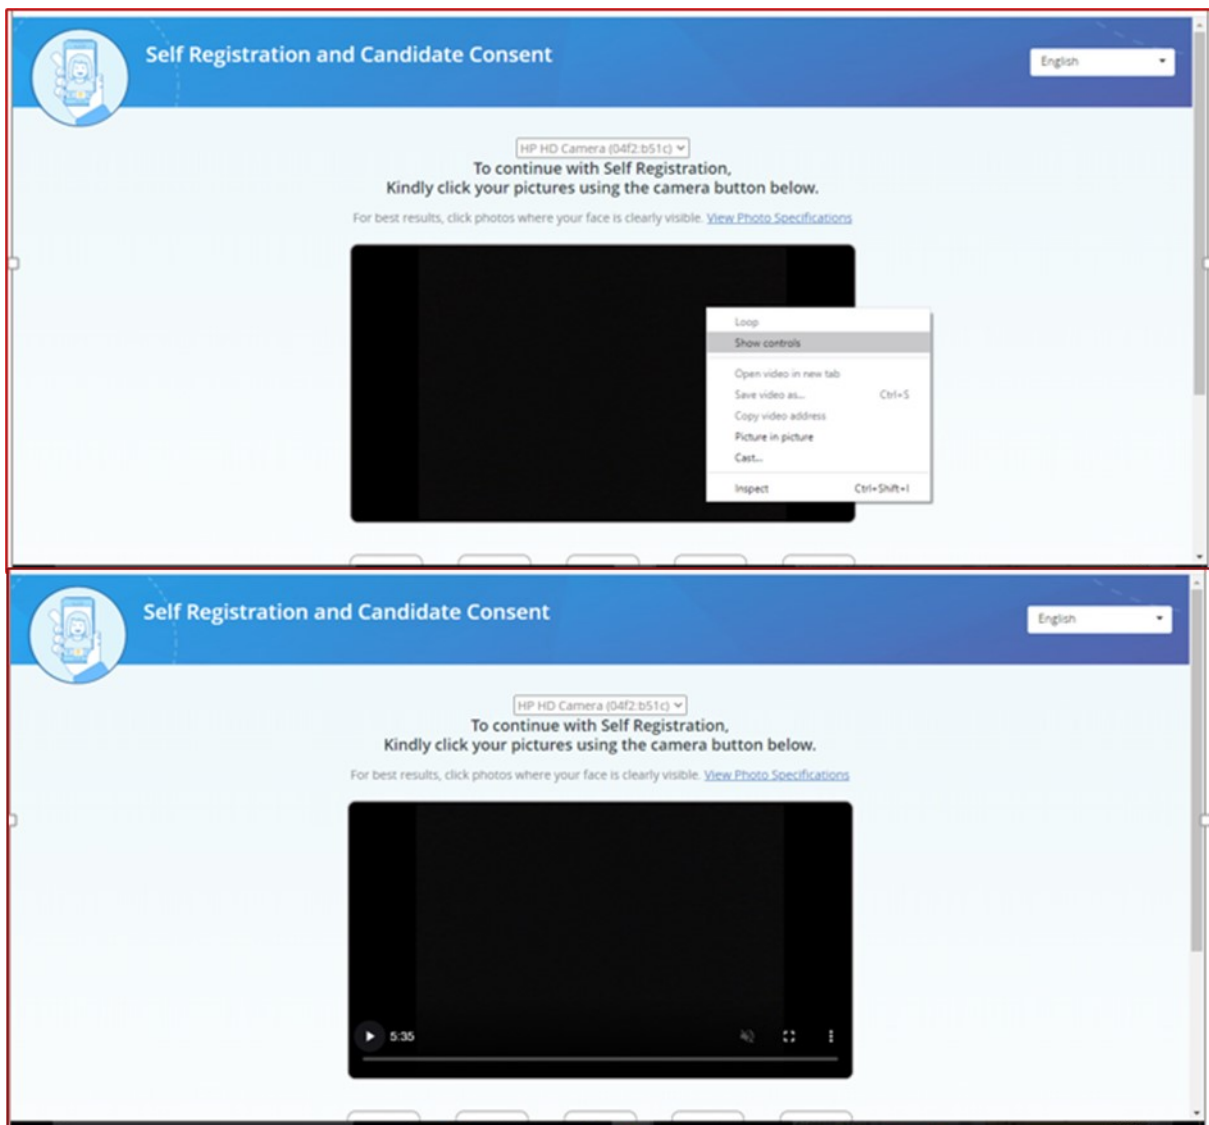 Self Registration and Candidate Consent
English
HP HD Camera (04f2:b51c)
To continue with Self Registration,
Kindly click your pictures using the camera button below.
For best results, click photos where your face is clearly visible. View Photo Specifications
Loop
Show controls
Open video in new tab
Save video as... Ctrl+S
Copy video address
Picture in picture
Cast...
Inspect Ctrl+Shift+I
Self Registration and Candidate Consent
English
HP HD Camera (04f2:b51c)
To continue with Self Registration,
Kindly click your pictures using the camera button below.
For best results, click photos where your face is clearly visible. View Photo Specifications
5:35